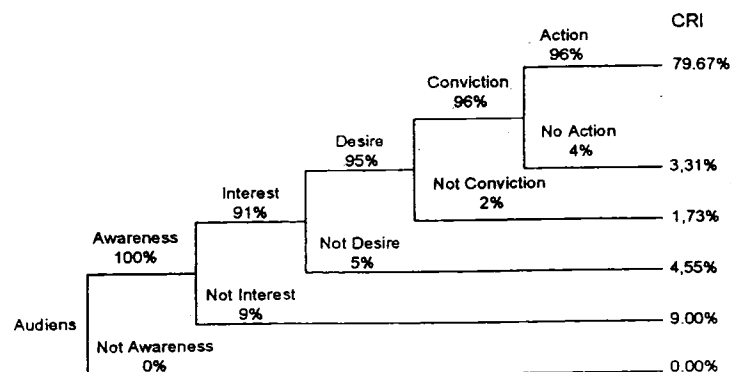 CRI
Action
96%
79.67%
Conviction
96%
No Action
4%
3,31%
Desire
95%
Not Conviction
2%
1,73%
Interest
91%
Not Desire
5%
4,55%
Awareness
100%
Not Interest
9%
9.00%
Audiens
Not Awareness
0%
0.00%